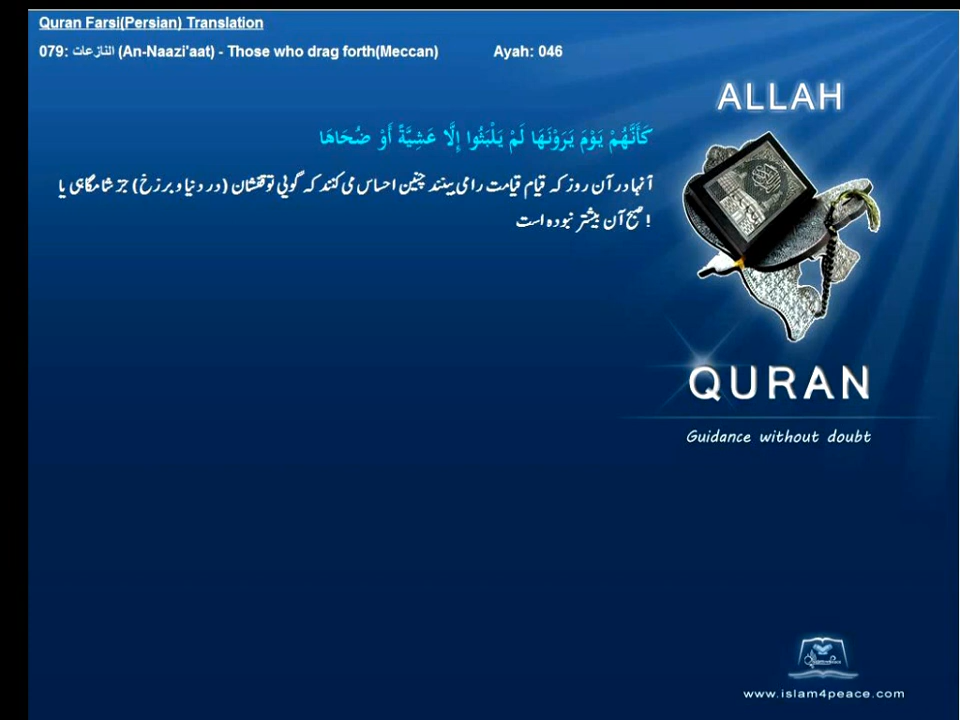 Quran Farsi(Persian) Translation
079: النازعات (An-Naazi'aat) - Those who drag forth(Meccan) Ayah: 046
ALLAH
كَأَنَّهُمْ يَوْمَ يَرَوْنَهَا لَمْ يَلْبَثُوا إِلَّا عَشِيَّةً أَوْ ضُحَاهَا
آنها در آن روز که قیام قیامت را می‌بینند چنین احساس می‌کنند که گویی توقفشان (در دنیا و برزخ) جز شامگاهی یا
صبح آن بیشتر نبوده است!
QURAN
Guidance without doubt
www.islam4peace.com